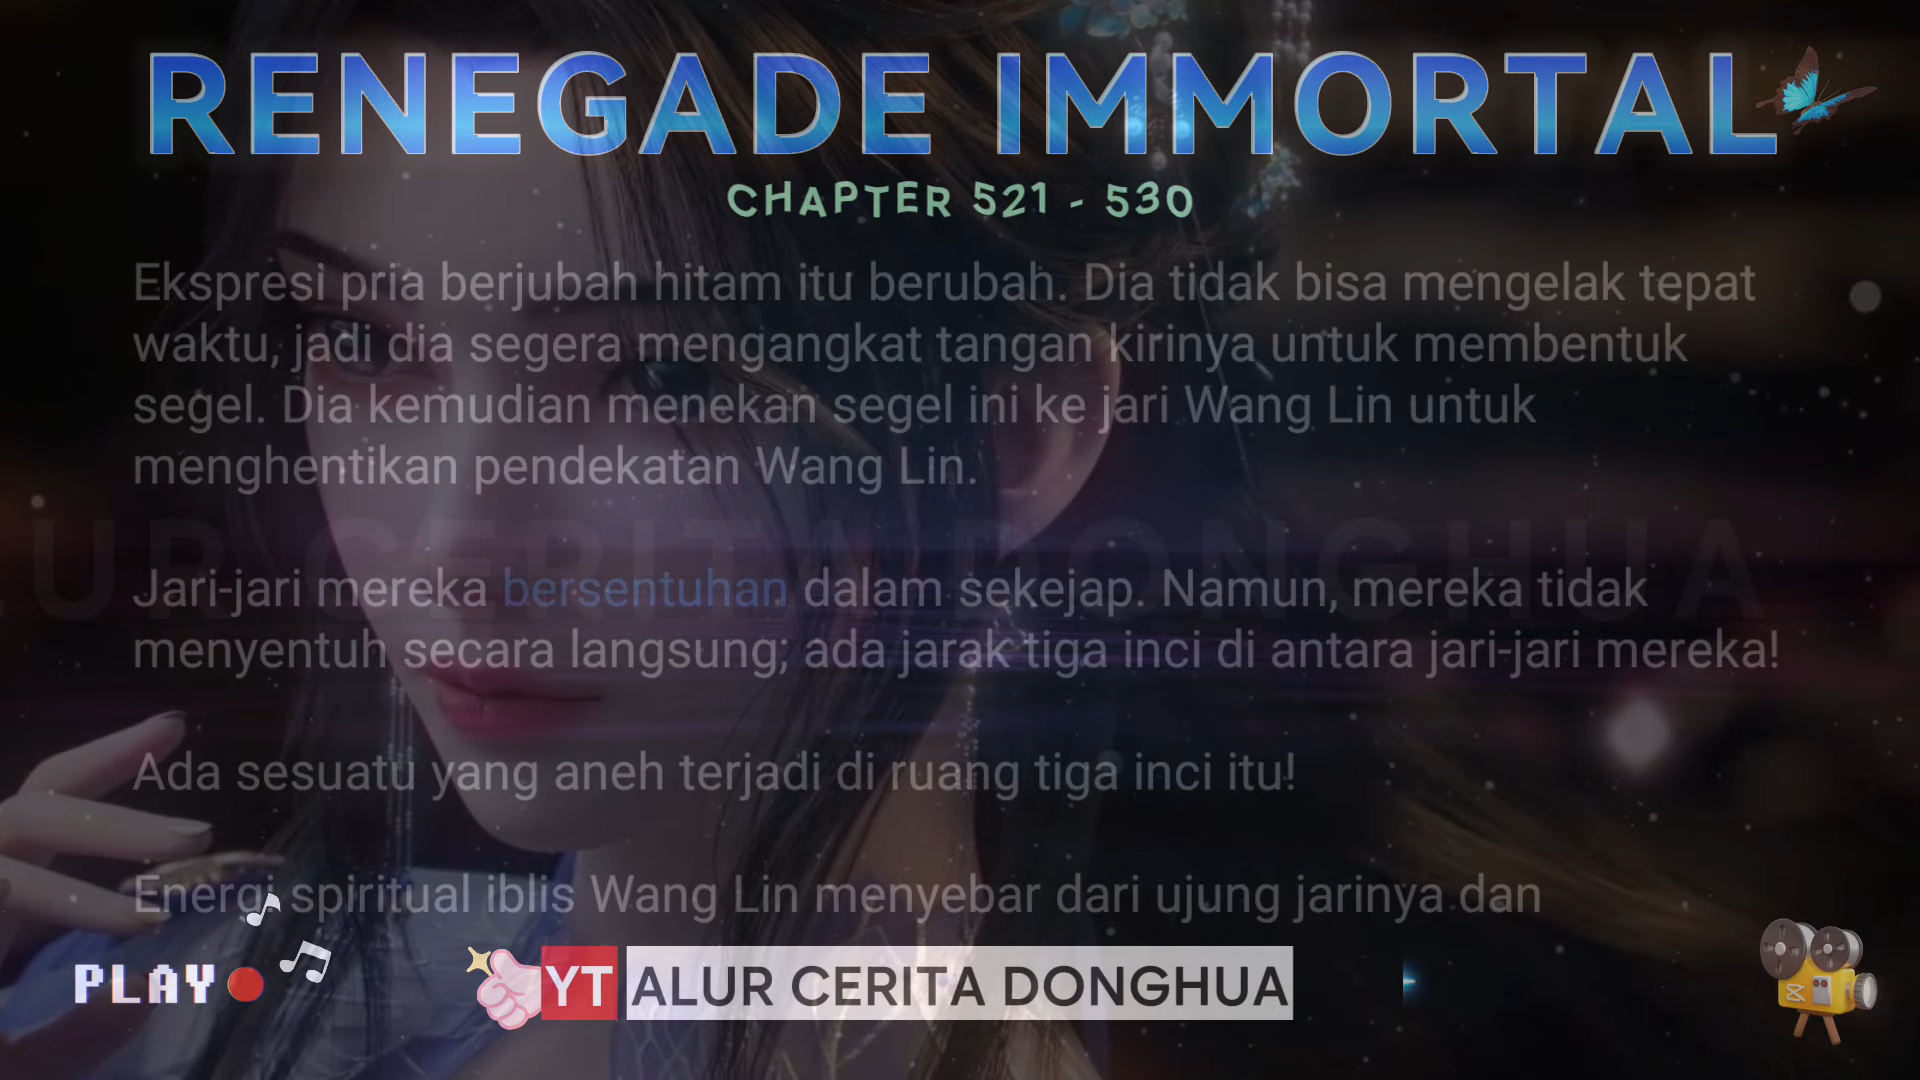 RENEGADE IMMORTAL
CHAPTER 521 - 530
Ekspresi pria berjubah hitam itu berubah. Dia tidak bisa mengelak tepat
waktu, jadi dia segera mengangkat tangan kirinya untuk membentuk
segel. Dia kemudian menekan segel ini ke jari Wang Lin untuk
menghentikan pendekatan Wang Lin.
UR CERITA DONGHUA
Jari-jari mereka bersentuhan dalam sekejap. Namun, mereka tidak
menyentuh secara langsung; ada jarak tiga inci di antara jari-jari mereka!
Ada sesuatu yang aneh terjadi di ruang tiga inci itu!
Energi spiritual iblis Wang Lin menyebar dari ujung jarinya dan
PLAY
YT ALUR CERITA DONGHUA